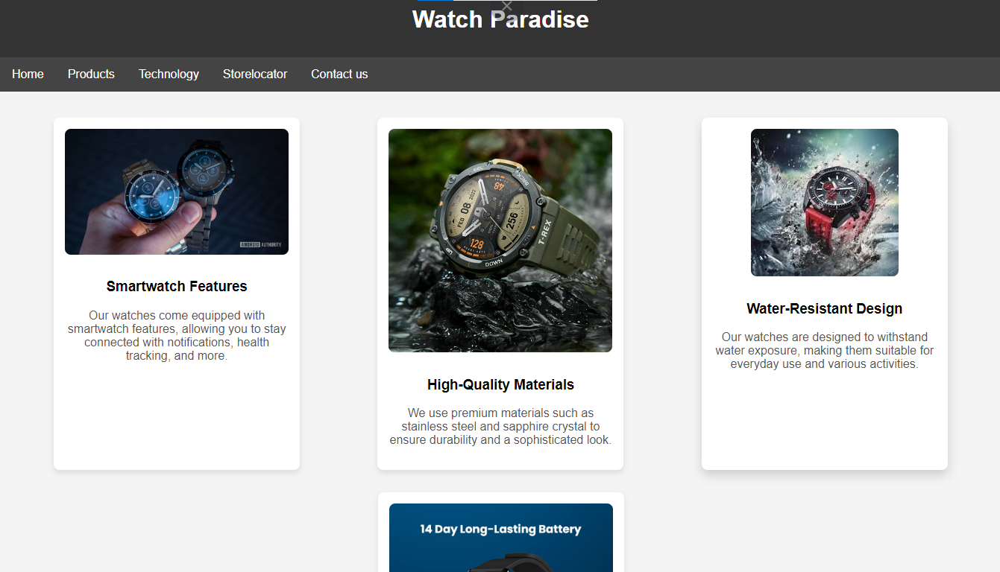 Watch Paradise
Home Products Technology Storelocator Contact us
ANDROID AUTHORITY
Smartwatch Features
Our watches come equipped with
smartwatch features, allowing you to stay
connected with notifications, health
tracking, and more.
BACK
FEB 08 2022
256
128
UP
DOWN
T-REX
High-Quality Materials
We use premium materials such as
stainless steel and sapphire crystal to
ensure durability and a sophisticated look.
Water-Resistant Design
Our watches are designed to withstand
water exposure, making them suitable for
everyday use and various activities.
14 Day Long-Lasting Battery